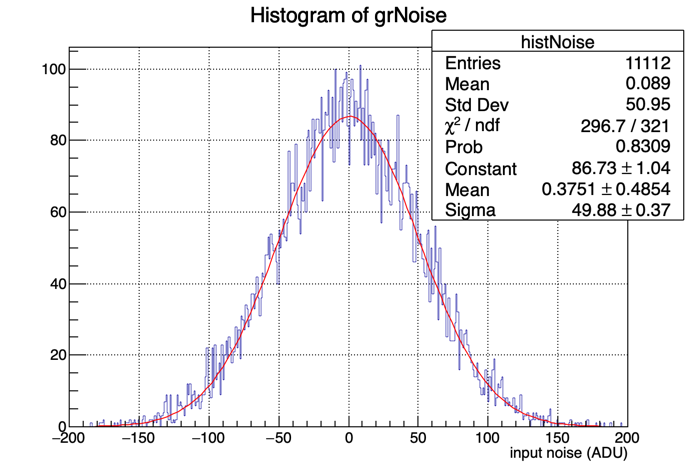 Histogram of grNoise
histNoise
Entries 11112
Mean 0.089
Std Dev 50.95
χ² / ndf 296.7 / 321
Prob 0.8309
Constant 86.73 ± 1.04
Mean 0.3751 ± 0.4854
Sigma 49.88 ± 0.37
100
80
60
40
20
0
−200 −150 −100 −50 0 50 100 150 200
input noise (ADU)